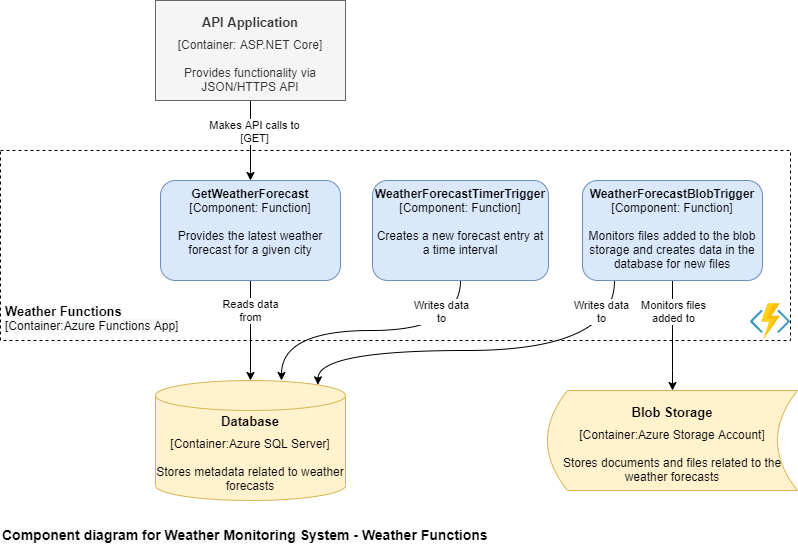 API Application
[Container: ASP.NET Core]
Provides functionality via
JSON/HTTPS API
Makes API calls to
[GET]
GetWeatherForecast
[Component: Function]
Provides the latest weather
forecast for a given city
WeatherForecastTimerTrigger
[Component: Function]
Creates a new forecast entry at
a time interval
WeatherForecastBlobTrigger
[Component: Function]
Monitors files added to the blob
storage and creates data in the
database for new files
Weather Functions
[Container:Azure Functions App]
Reads data
from
Writes data
to
Writes data
to
Monitors files
added to
Database
[Container:Azure SQL Server]
Stores metadata related to weather
forecasts
Blob Storage
[Container:Azure Storage Account]
Stores documents and files related to the
weather forecasts
Component diagram for Weather Monitoring System - Weather Functions